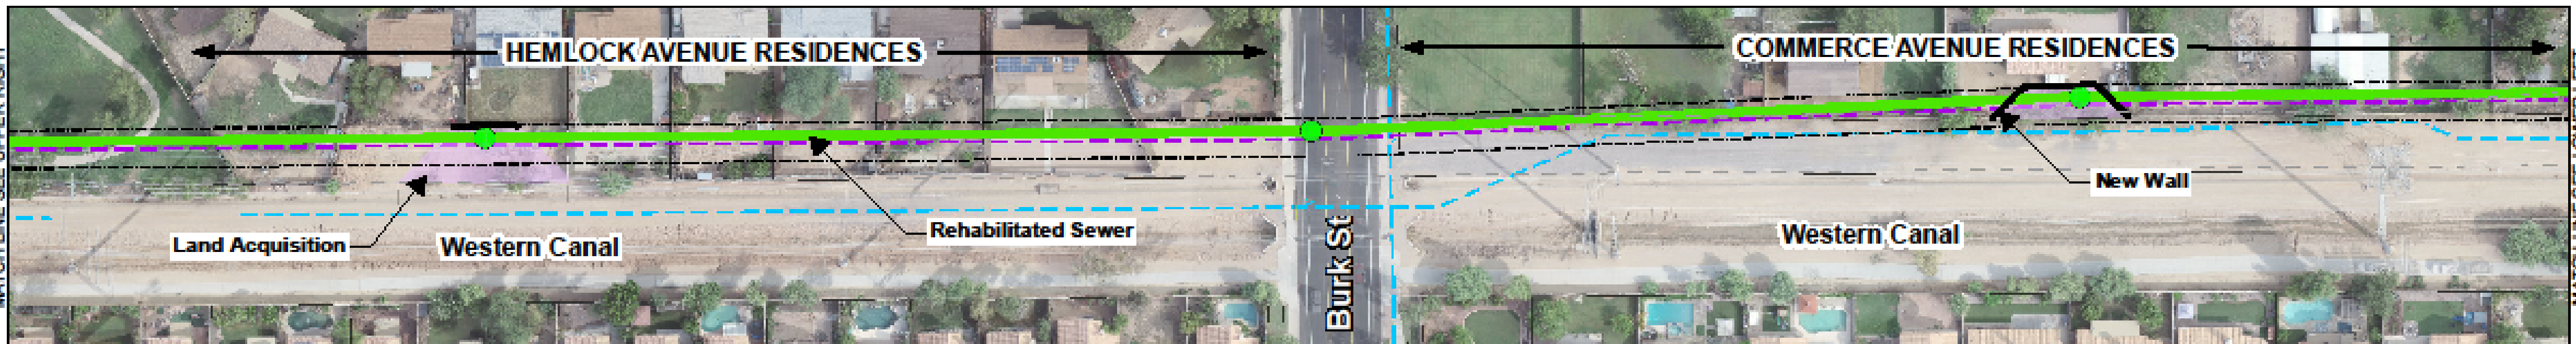 HEMLOCK AVENUE RESIDENCES
COMMERCE AVENUE RESIDENCES
New Wall
Land Acquisition
Western Canal
Rehabilitated Sewer
Burk St
Western Canal